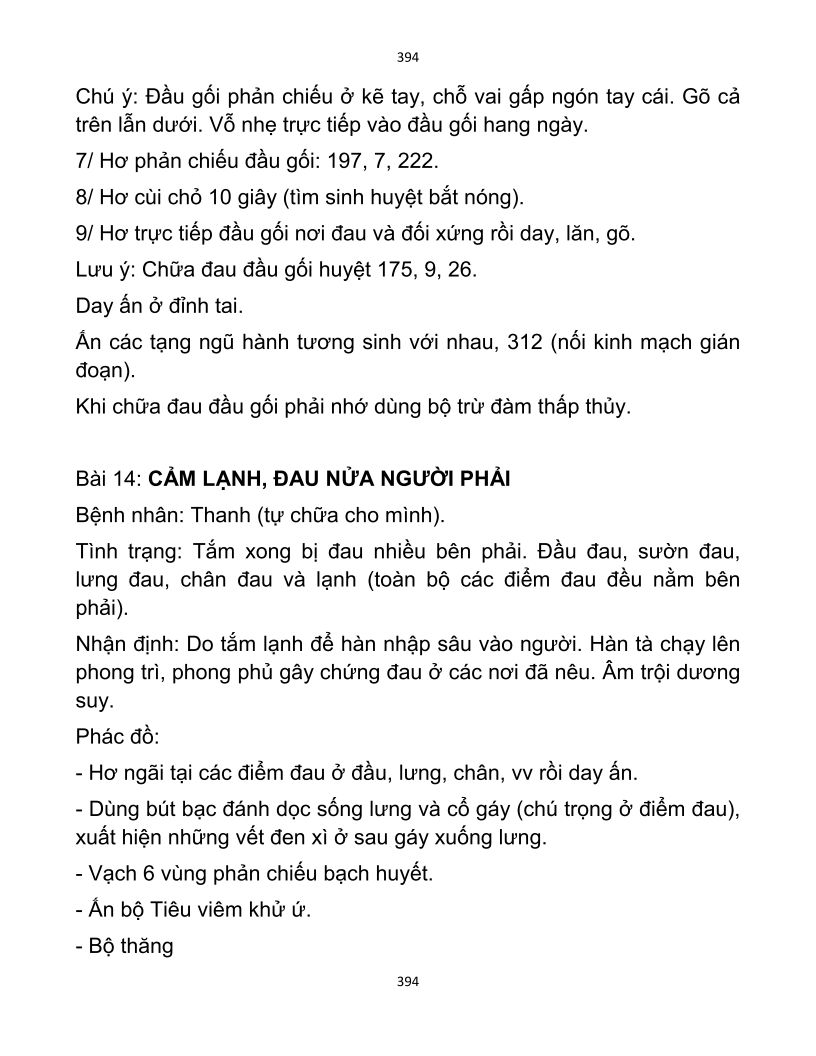 394
Chú ý: Đầu gối phản chiếu ở kẽ tay, chỗ vai gấp ngón tay cái. Gõ cả
trên lẫn dưới. Vỗ nhẹ trực tiếp vào đầu gối hang ngày.
7/ Hơ phản chiếu đầu gối: 197, 7, 222.
8/ Hơ cùi chỏ 10 giây (tìm sinh huyệt bắt nóng).
9/ Hơ trực tiếp đầu gối nơi đau và đối xứng rồi day, lăn, gõ.
Lưu ý: Chữa đau đầu gối huyệt 175, 9, 26.
Day ấn ở đỉnh tai.
Ấn các tạng ngũ hành tương sinh với nhau, 312 (nối kinh mạch gián
đoạn).
Khi chữa đau đầu gối phải nhớ dùng bộ trừ đàm thấp thủy.
Bài 14: CẢM LẠNH, ĐAU NỬA NGƯỜI PHẢI
Bệnh nhân: Thanh (tự chữa cho mình).
Tình trạng: Tắm xong bị đau nhiều bên phải. Đầu đau, sườn đau,
lưng đau, chân đau và lạnh (toàn bộ các điểm đau đều nằm bên
phải).
Nhận định: Do tắm lạnh để hàn nhập sâu vào người. Hàn tà chạy lên
phong trì, phong phủ gây chứng đau ở các nơi đã nêu. Âm trội dương
suy.
Phác đồ:
- Hơ ngãi tại các điểm đau ở đầu, lưng, chân, vv rồi day ấn.
- Dùng bút bạc đánh dọc sống lưng và cổ gáy (chú trọng ở điểm đau),
xuất hiện những vết đen xì ở sau gáy xuống lưng.
- Vạch 6 vùng phản chiếu bạch huyết.
- Ấn bộ Tiêu viêm khử ứ.
- Bộ thăng
394